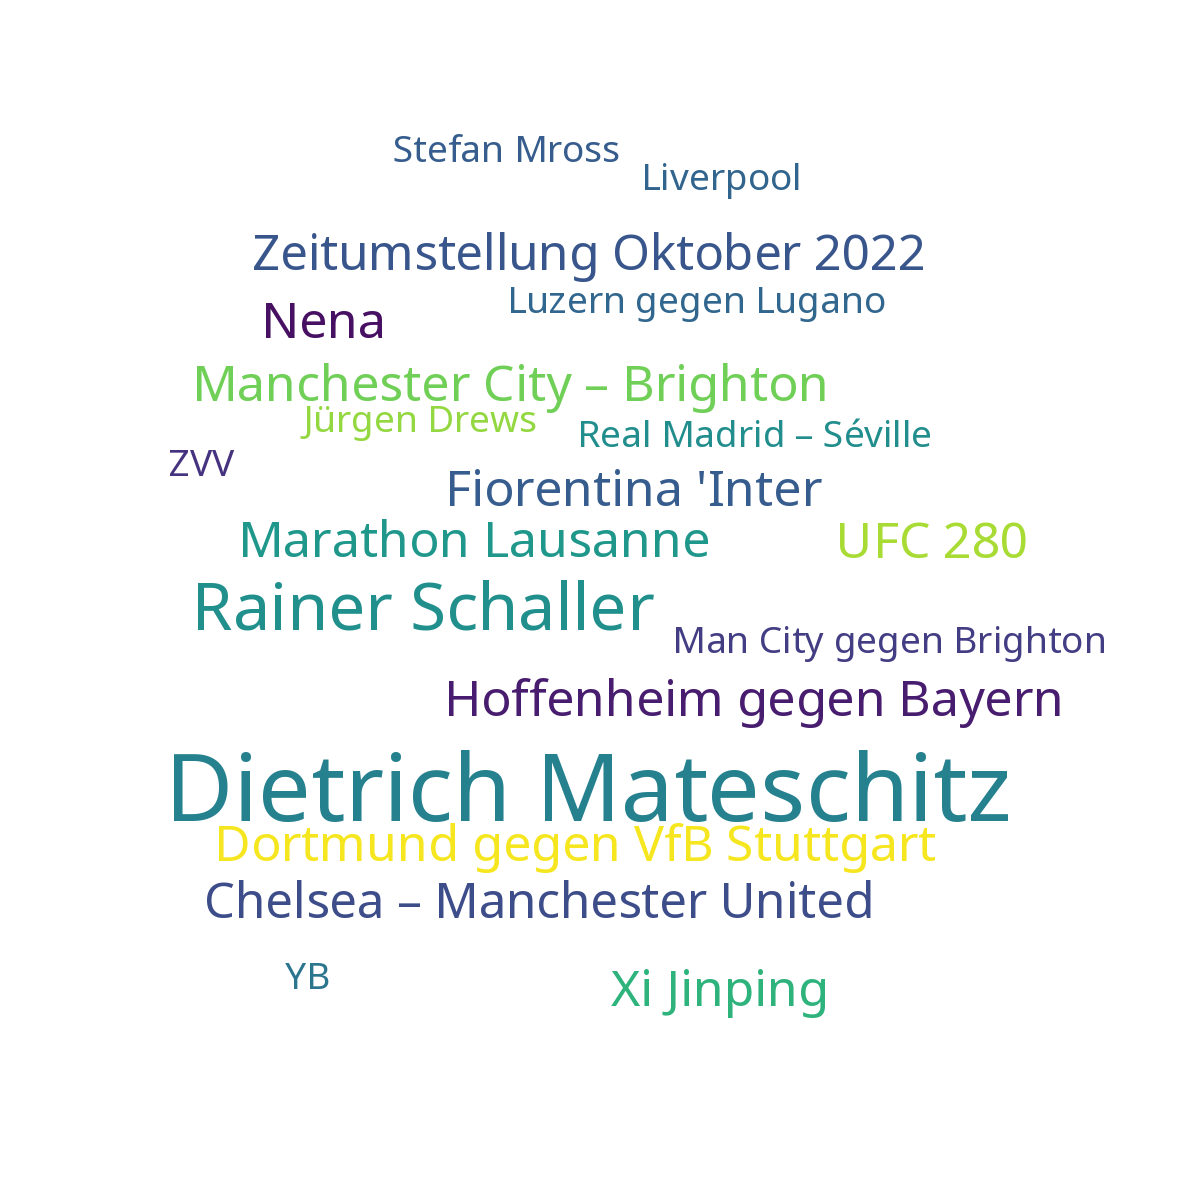 Stefan Mross
Liverpool
Zeitumstellung Oktober 2022
Luzern gegen Lugano
Nena
Manchester City – Brighton
Jürgen Drews
Real Madrid – Séville
ZVV
Fiorentina 'Inter
Marathon Lausanne
UFC 280
Rainer Schaller
Man City gegen Brighton
Hoffenheim gegen Bayern
Dietrich Mateschitz
Dortmund gegen VfB Stuttgart
Chelsea – Manchester United
YB
Xi Jinping